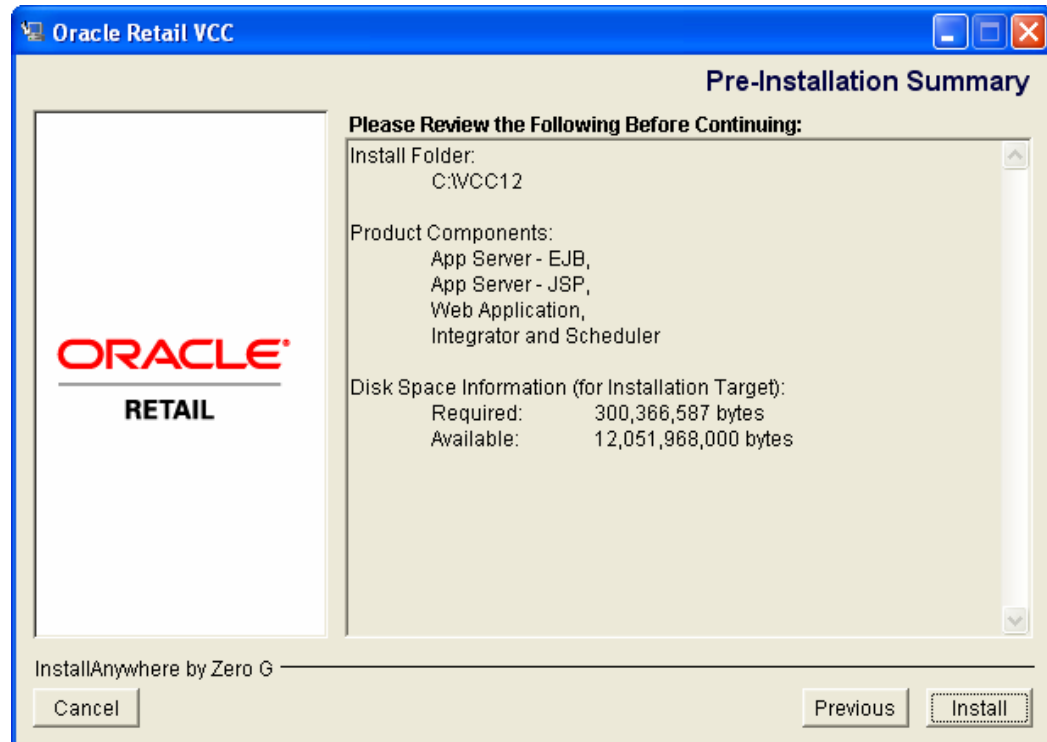 Oracle Retail VCC
Pre-Installation Summary
Please Review the Following Before Continuing:
Install Folder:
C:\VCC12
Product Components:
App Server - EJB,
App Server - JSP,
Web Application,
Integrator and Scheduler
Disk Space Information (for Installation Target):
Required: 300,366,587 bytes
Available: 12,051,968,000 bytes
ORACLE
RETAIL
InstallAnywhere by Zero G
Cancel
Previous
Install